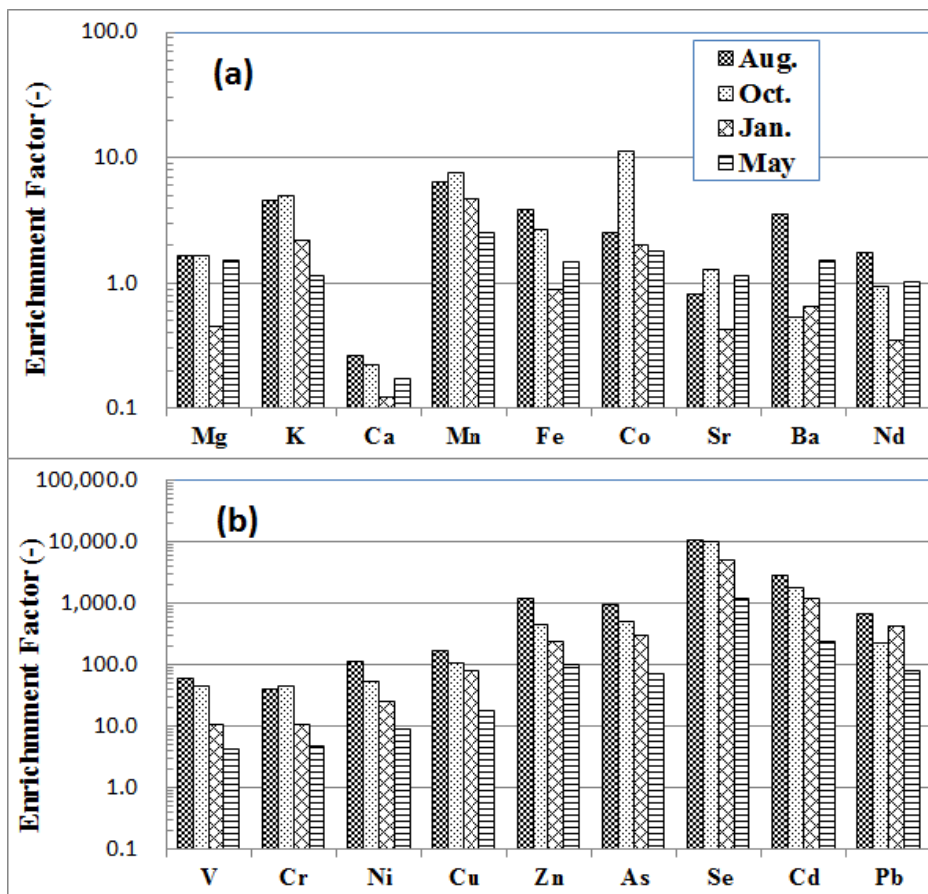 100.0
(a)
Aug.
Oct.
Jan.
May
10.0
1.0
0.1
Enrichmment Factor (-)
Mg K Ca Mn Fe Co Sr Ba Nd
100,000.0
(b)
10,000.0
1,000.0
100.0
10.0
1.0
0.1
Enrichmment Factor (-)
V Cr Ni Cu Zn As Se Cd Pb